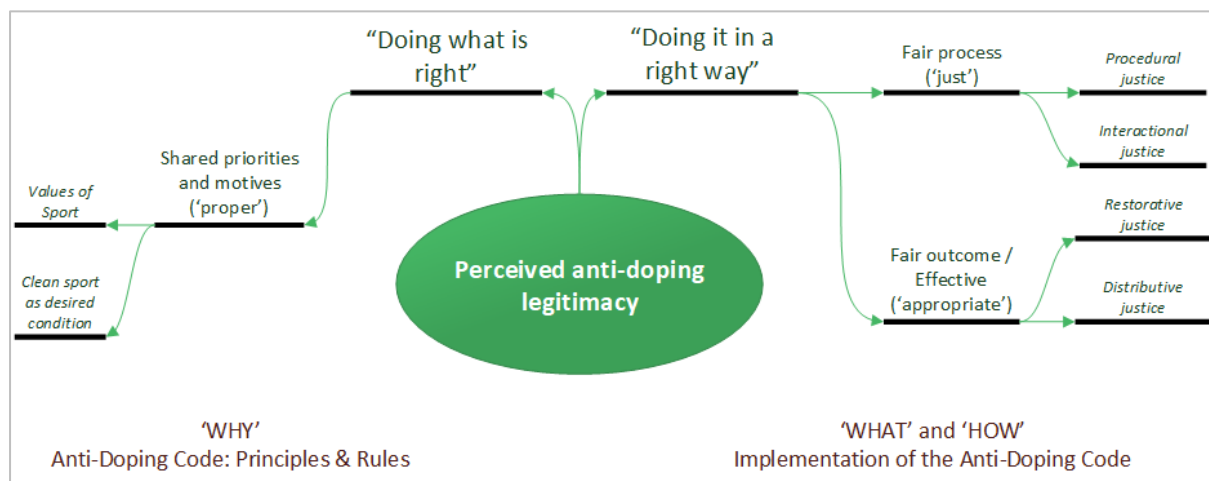 “Doing what is
right”
“Doing it in a
right way”
Fair process
(‘just’)
Procedural
justice
Interactional
justice
Shared priorities
and motives
(‘proper’)
Values of
Sport
Clean sport
as desired
condition
Perceived anti-doping
legitimacy
Fair outcome /
Effective
(‘appropriate’)
Restorative
justice
Distributive
justice
‘WHY’
Anti-Doping Code: Principles & Rules
‘WHAT’ and ‘HOW’
Implementation of the Anti-Doping Code